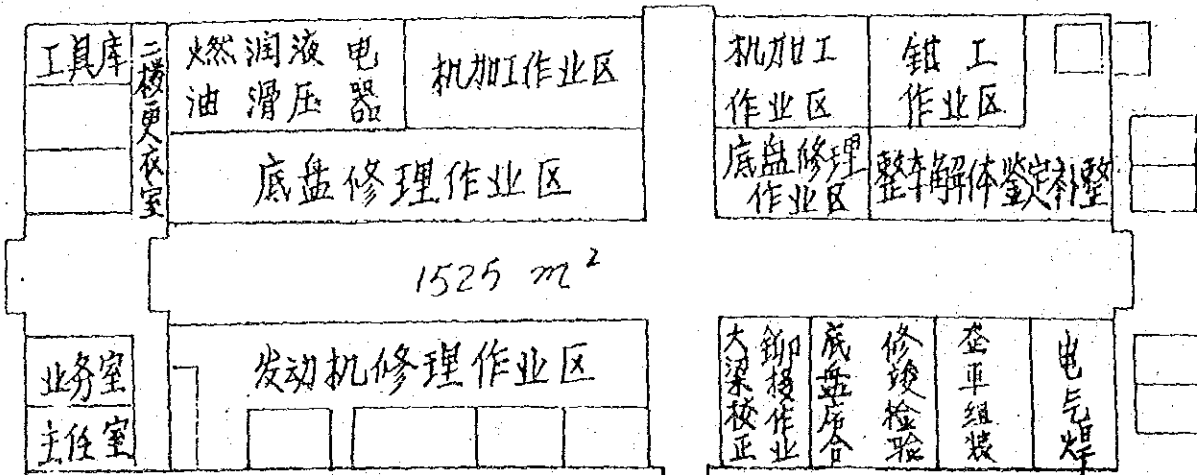 工具库
二楼更衣室
燃润液电
油滑压器
机加工作业区
机加工
作业区
钳工
作业区
底盘修理作业区
底盘修理
作业区
整车解体鉴定补整
1525 m²
业务室
主任室
发动机修理作业区
大梁校正
铆接作业
底盘
合
修竣检验
车组装
电气焊